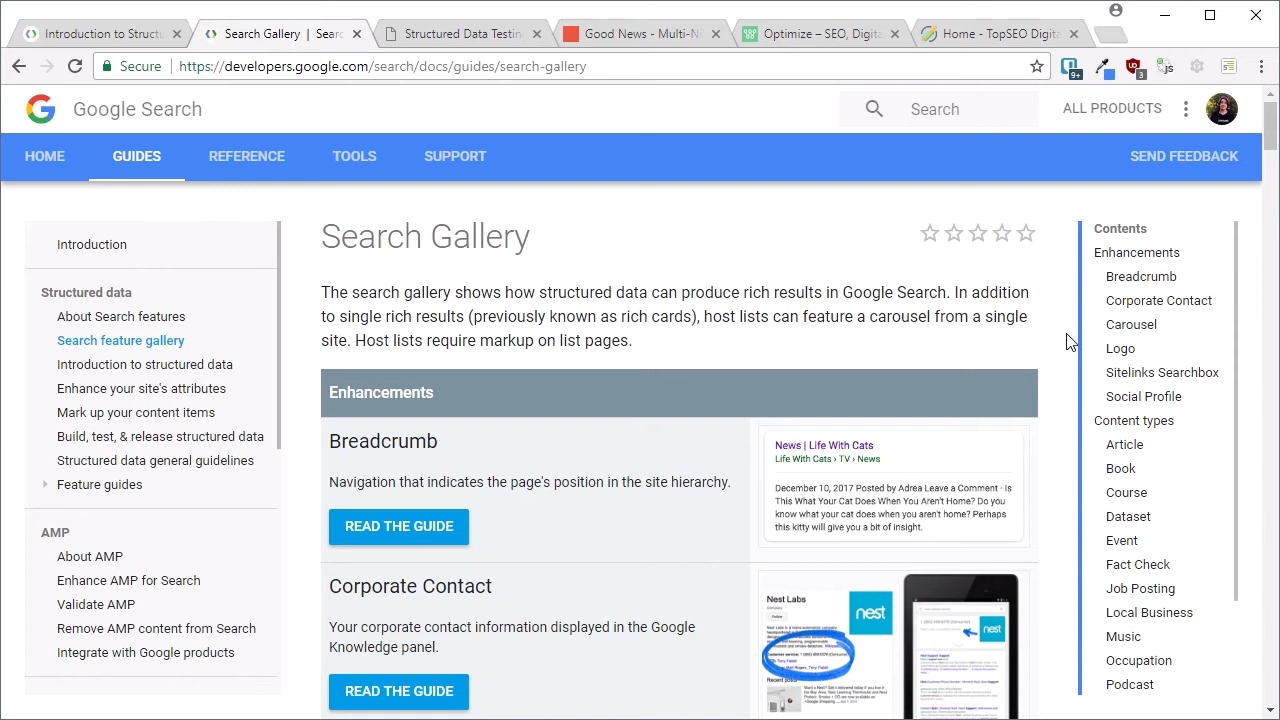 Introduction to Structu
Search Gallery | Searc
Structured Data Testin
Good News - Multi-Ni
Optimize – SEO, Digita
Home - TopSEO Digita
Secure
https://developers.google.com/search/docs/guides/search-gallery
9+
3
js
Google Search
Search
ALL PRODUCTS
HOME
GUIDES
REFERENCE
TOOLS
SUPPORT
SEND FEEDBACK
Introduction
Structured data
About Search features
Search feature gallery
Introduction to structured data
Enhance your site's attributes
Mark up your content items
Build, test, & release structured data
Structured data general guidelines
Feature guides
AMP
About AMP
Enhance AMP for Search
Validate AMP
Remove AMP content from Search
on Google products
Search Gallery
The search gallery shows how structured data can produce rich results in Google Search. In addition
to single rich results (previously known as rich cards), host lists can feature a carousel from a single
site. Host lists require markup on list pages.
Enhancements
Breadcrumb
Navigation that indicates the page's position in the site hierarchy.
READ THE GUIDE
News | Life With Cats
Life With Cats › TV › News
December 10, 2017 Posted by Adrea Leave a Comment · Is
This What Your Cat Does When You Aren't Home? Do you
know what your cat does when you aren't home? Perhaps
this kitty will give you a bit of insight.
Corporate Contact
Your corporate contact information displayed in the Google
Knowledge panel.
READ THE GUIDE
Nest Labs
nest
nest
Contents
Enhancements
Breadcrumb
Corporate Contact
Carousel
Logo
Sitelinks Searchbox
Social Profile
Content types
Article
Book
Course
Dataset
Event
Fact Check
Job Posting
Local Business
Music
Occupation
Podcast